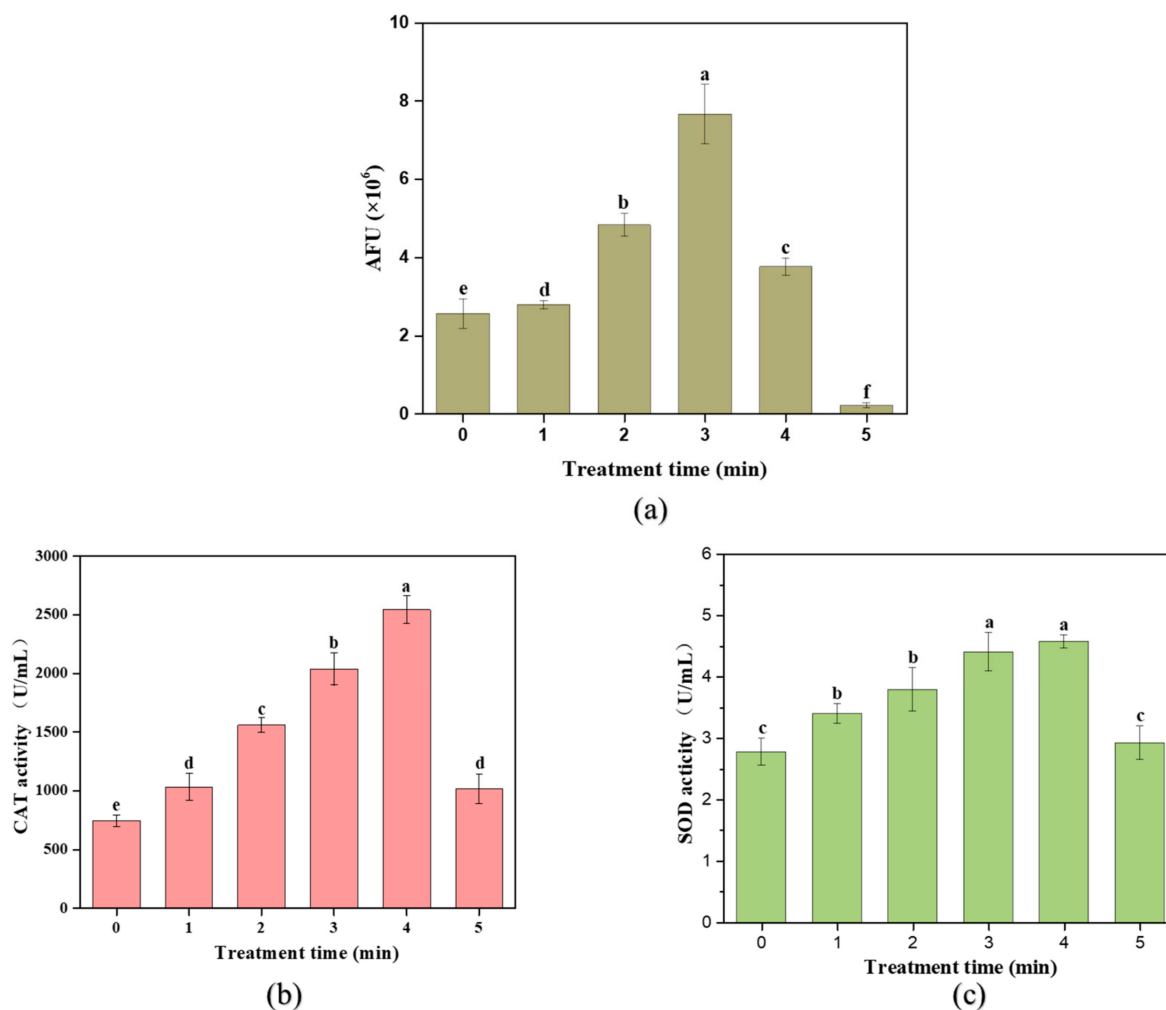 10
8
6
4
2
0
AFU (×10⁶)
e
d
b
a
c
f
0 1 2 3 4 5
Treatment time (min)
(a)
3000
2500
2000
1500
1000
500
0
CAT activity（U/mL）
e
d
c
b
a
d
0 1 2 3 4 5
Treatment time (min)
(b)
6
5
4
3
2
1
0
SOD acticity（U/mL）
c
b
b
a
a
c
0 1 2 3 4 5
Treatment time (min)
(c)